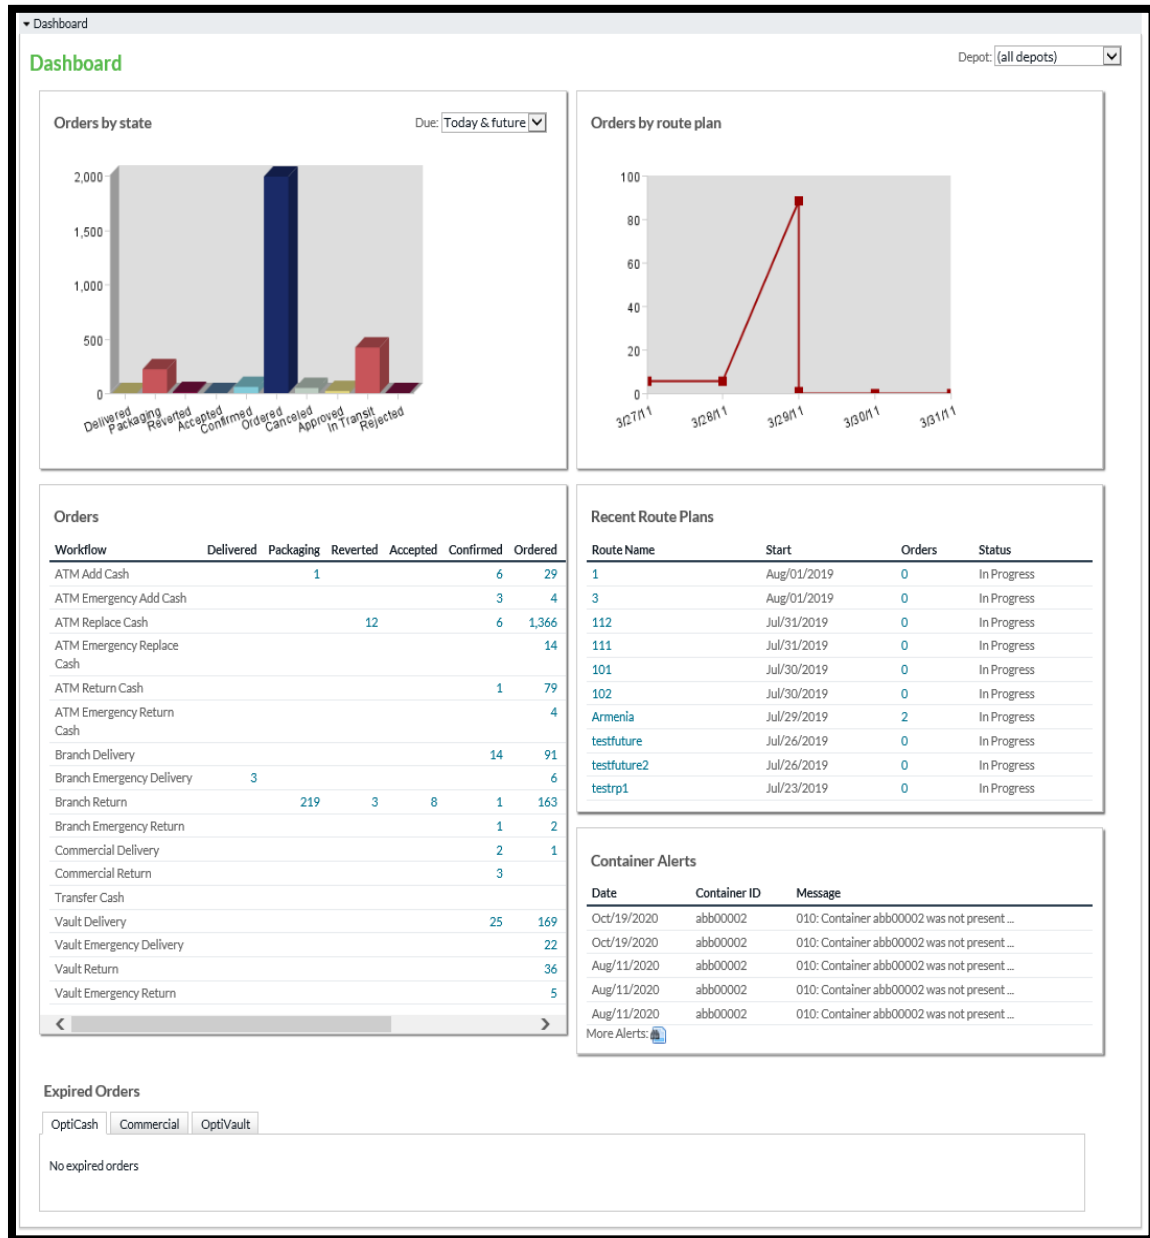 Dashboard
Dashboard
Depot: (all depots)
Orders by state
Due: Today & future
2,000
1,500
1,000
500
0
Delivered
Packaging
Reverted
Accepted
Confirmed
Ordered
Canceled
Approved
In Transit
Rejected
Orders by route plan
100
80
60
40
20
0
3/27/11
3/28/11
3/29/11
3/30/11
3/31/11
Orders
Workflow Delivered Packaging Reverted Accepted Confirmed Ordered
ATM Add Cash 1 6 29
ATM Emergency Add Cash 3 4
ATM Replace Cash 12 6 1,366
ATM Emergency Replace 14
Cash
ATM Return Cash 1 79
ATM Emergency Return 4
Cash
Branch Delivery 14 91
Branch Emergency Delivery 3 6
Branch Return 219 3 8 1 163
Branch Emergency Return 1 2
Commercial Delivery 2 1
Commercial Return 3
Transfer Cash
Vault Delivery 25 169
Vault Emergency Delivery 22
Vault Return 36
Vault Emergency Return 5
Recent Route Plans
Route Name Start Orders Status
1 Aug/01/2019 0 In Progress
3 Aug/01/2019 0 In Progress
112 Jul/31/2019 0 In Progress
111 Jul/31/2019 0 In Progress
101 Jul/30/2019 0 In Progress
102 Jul/30/2019 0 In Progress
Armenia Jul/29/2019 2 In Progress
testfuture Jul/26/2019 0 In Progress
testfuture2 Jul/26/2019 0 In Progress
testrp1 Jul/23/2019 0 In Progress
Container Alerts
Date Container ID Message
Oct/19/2020 abb00002 010: Container abb00002 was not present ...
Oct/19/2020 abb00002 010: Container abb00002 was not present ...
Aug/11/2020 abb00002 010: Container abb00002 was not present ...
Aug/11/2020 abb00002 010: Container abb00002 was not present ...
Aug/11/2020 abb00002 010: Container abb00002 was not present ...
More Alerts:
Expired Orders
OptiCash Commercial OptiVault
No expired orders